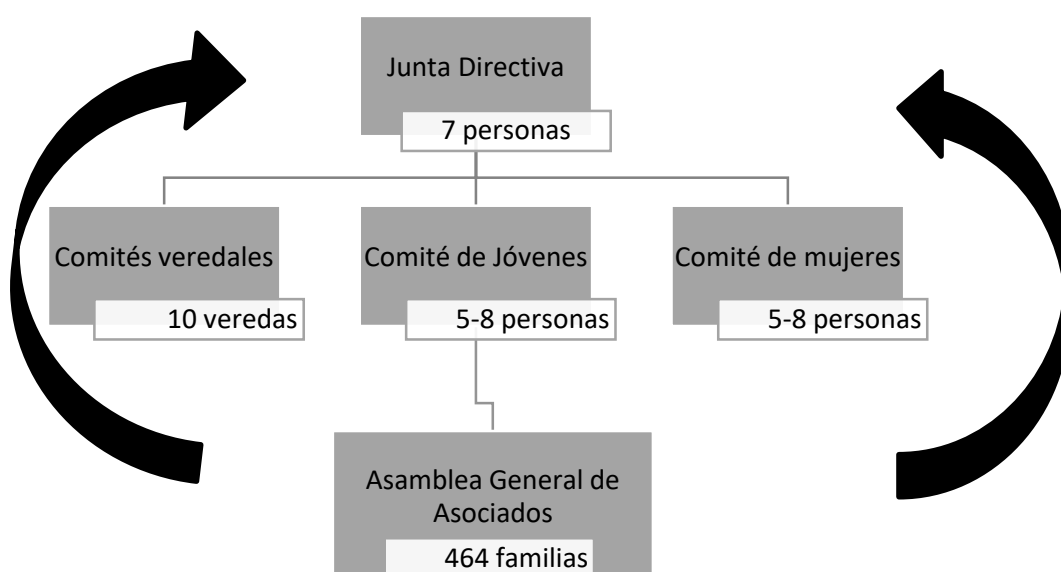 Junta Directiva
7 personas
Comités veredales
10 veredas
Comité de Jóvenes
5-8 personas
Comité de mujeres
5-8 personas
Asamblea General de
Asociados
464 familias